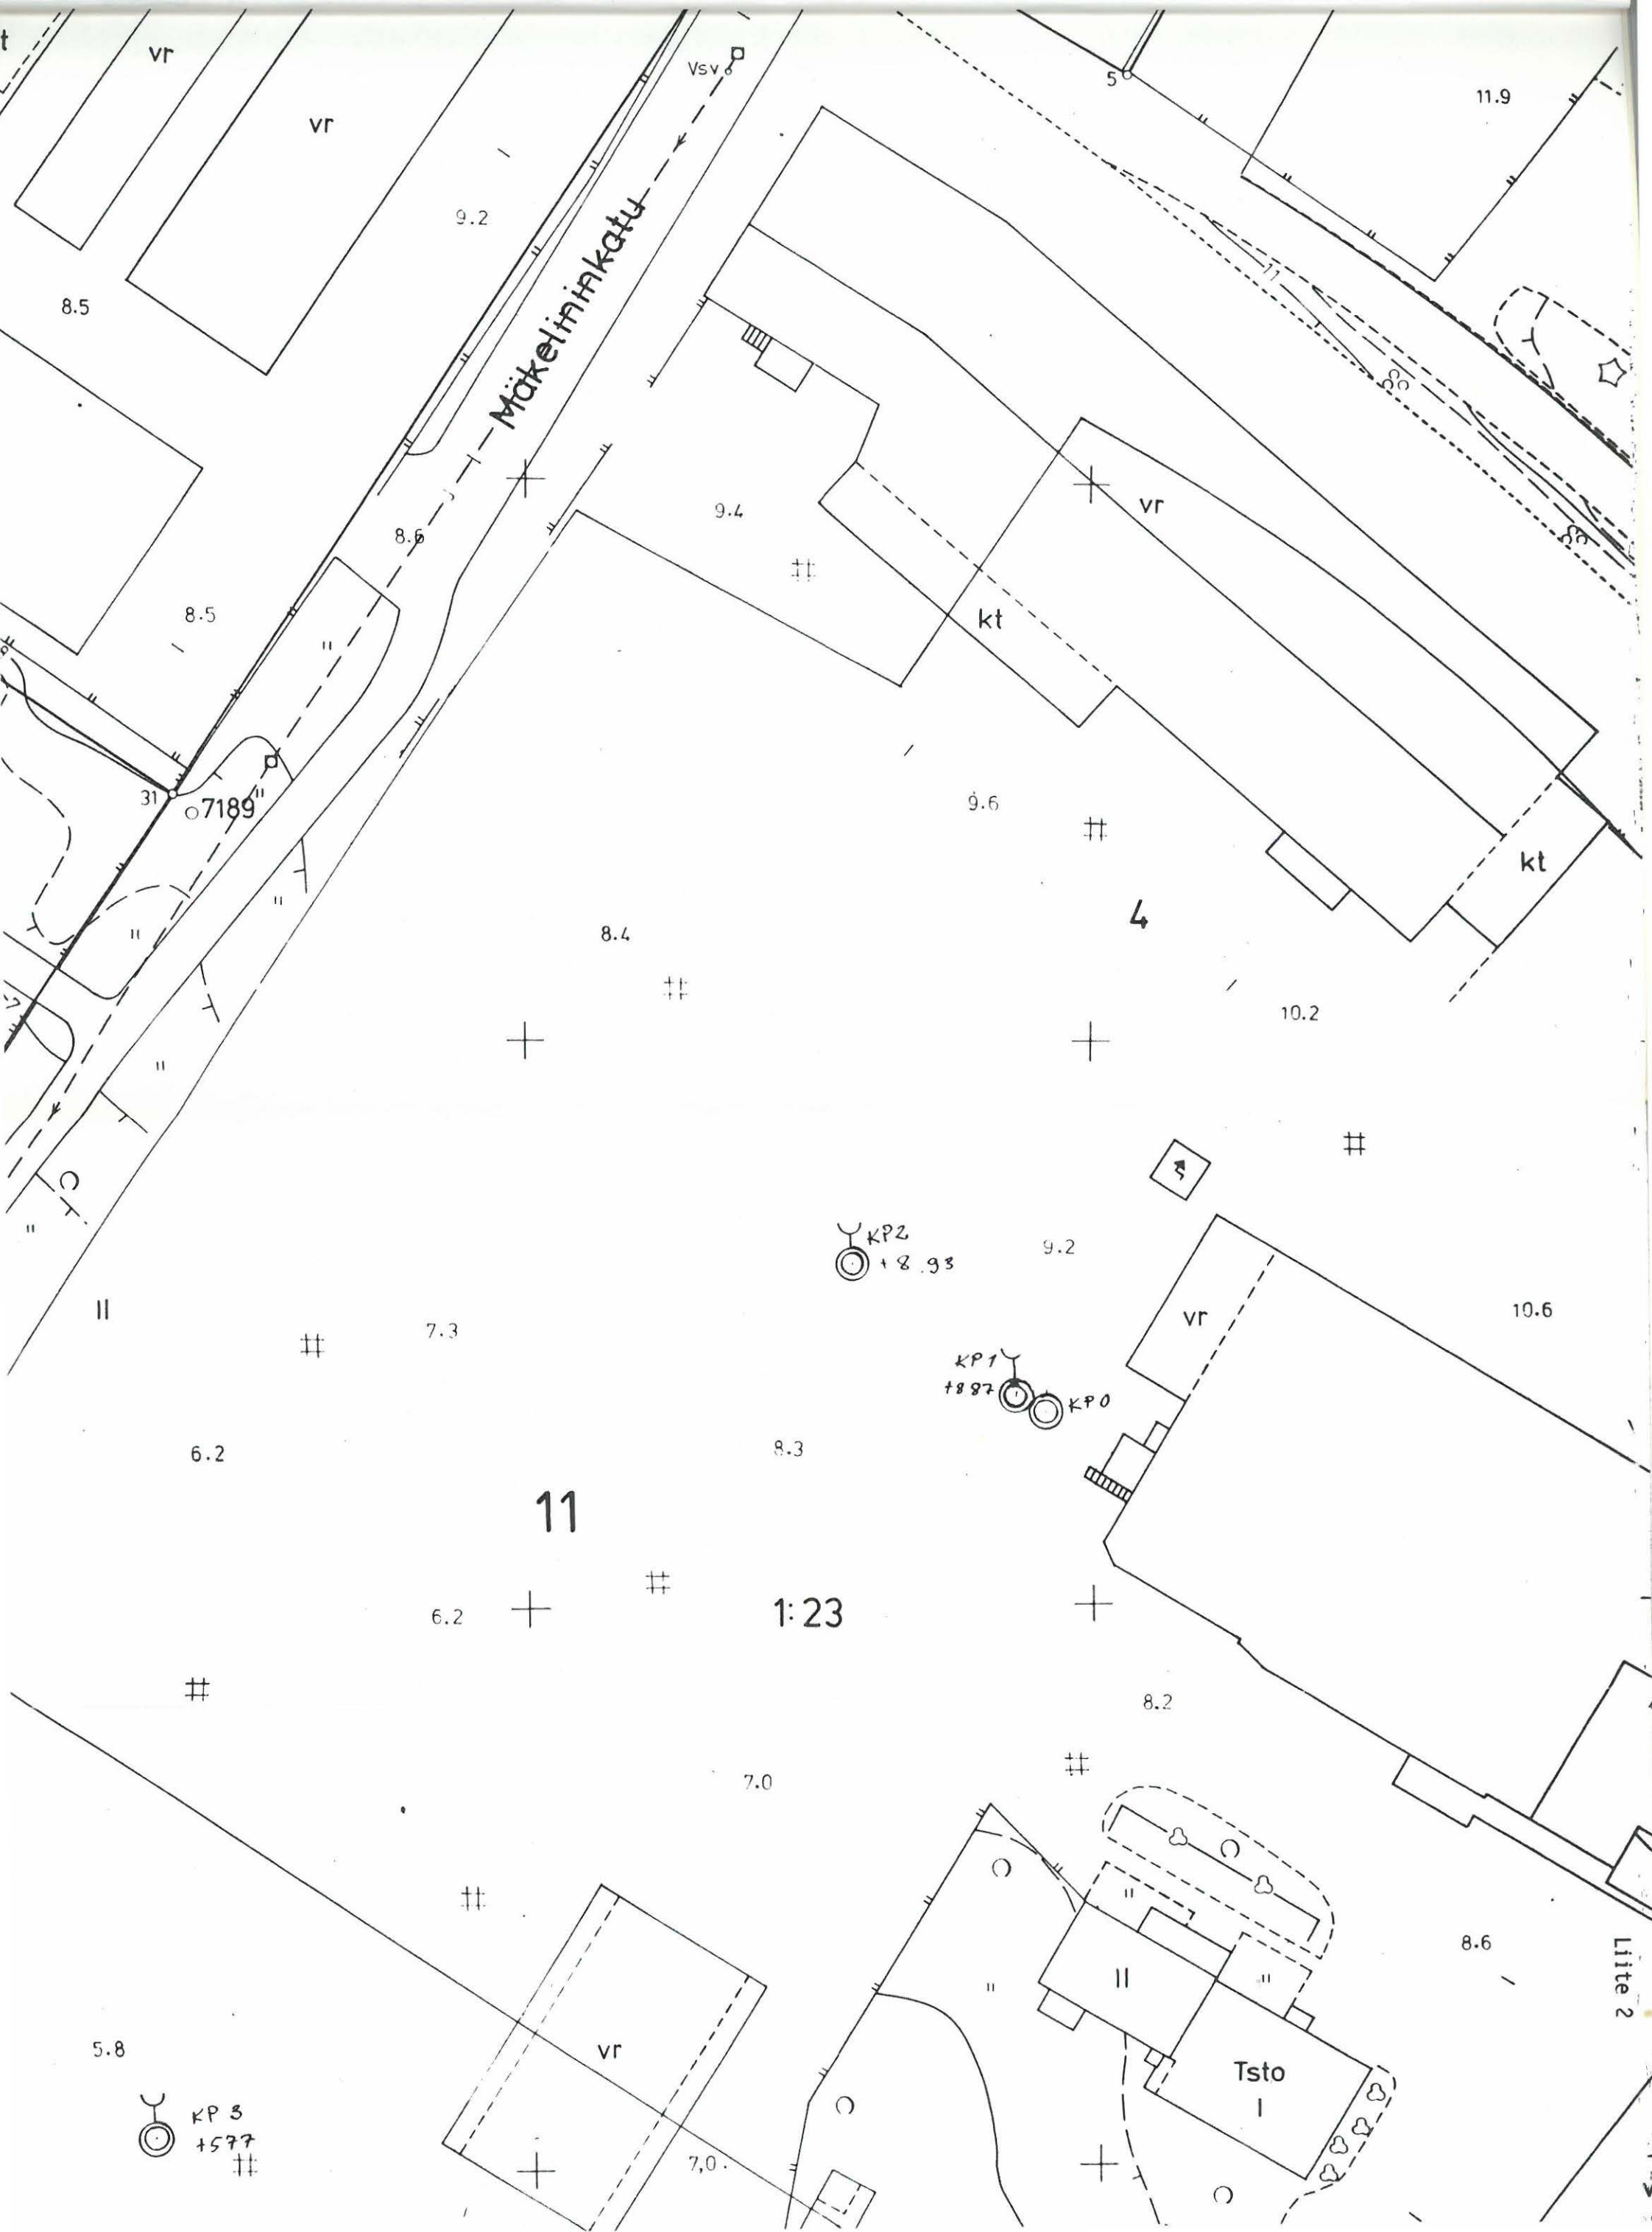 t
vr
Vsv
5
11.9
vr
9.2
Mäkelininkatu
11
8.5
9.4
vr
8.6
8.5
kt
31
7189
9.6
kt
4
8.4
10.2
KP2
+8.93
9.2
10.6
II
7.3
vr
KP1
+887
KP0
6.2
8.3
11
6.2
1:23
8.2
7.0
8.6
Liite 2
II
5.8
vr
Tsto
I
KP 3
+577
7,0